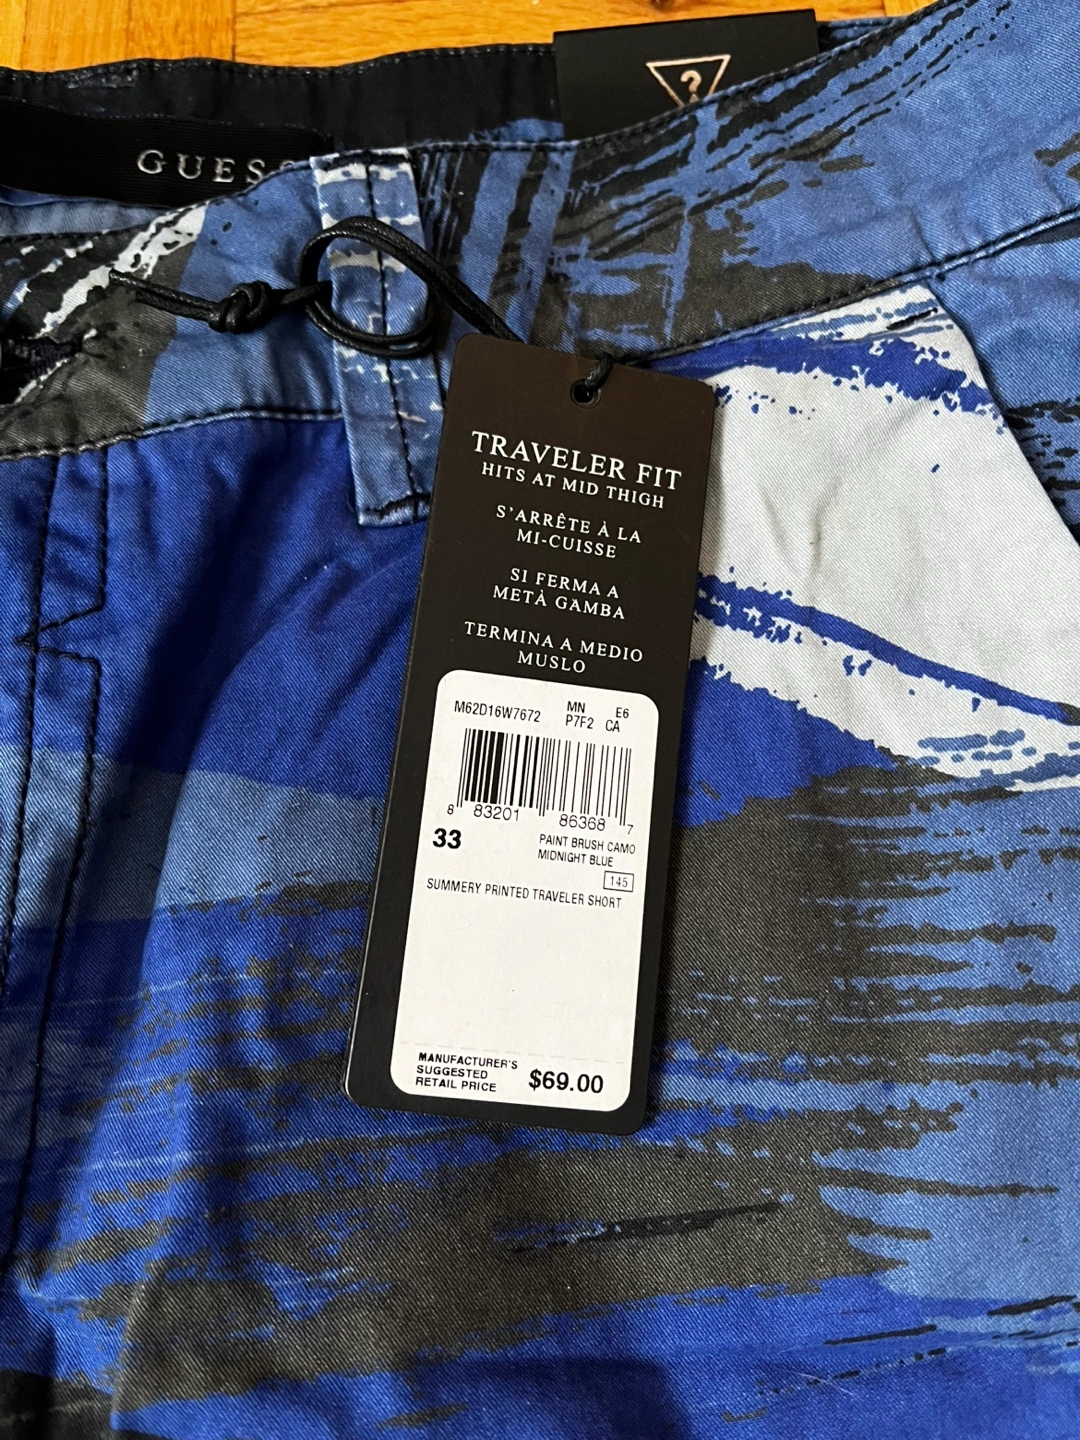 ?
GUES
TRAVELER FIT
HITS AT MID THIGH
S'ARRÊTE À LA
MI-CUISSE
SI FERMA A
METÀ GAMBA
TERMINA A MEDIO
MUSLO
M62D16W7672 MN E6
P7F2 CA
8 83201 86368 7
33 PAINT BRUSH CAMO
MIDNIGHT BLUE
145
SUMMERY PRINTED TRAVELER SHORT
MANUFACTURER'S
SUGGESTED
RETAIL PRICE $69.00